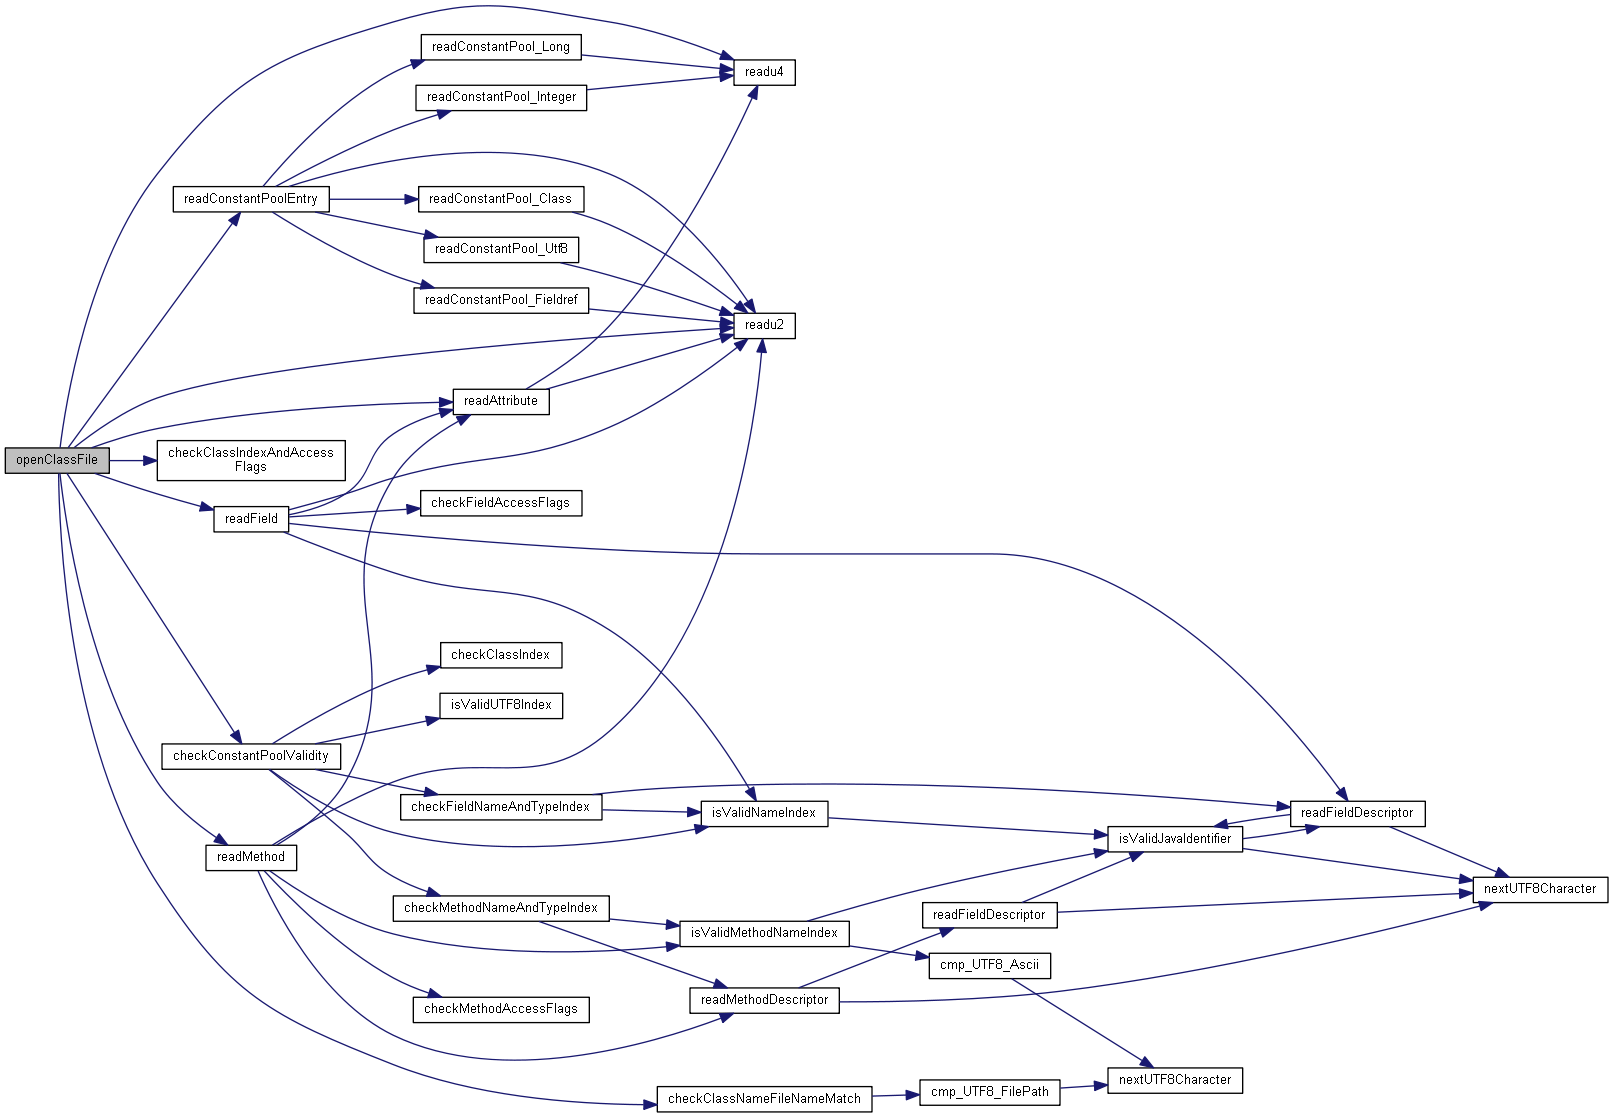 readConstantPool_Long
readu4
readConstantPool_Integer
readConstantPoolEntry
readConstantPool_Class
readConstantPool_Utf8
readConstantPool_Fieldref
readu2
readAttribute
openClassFile
checkClassIndexAndAccess
Flags
checkFieldAccessFlags
readField
checkClassIndex
isValidUTF8Index
checkConstantPoolValidity
checkFieldNameAndTypeIndex
isValidNameIndex
readFieldDescriptor
isValidJavaIdentifier
readMethod
nextUTF8Character
checkMethodNameAndTypeIndex
readFieldDescriptor
isValidMethodNameIndex
cmp_UTF8_Ascii
readMethodDescriptor
checkMethodAccessFlags
nextUTF8Character
cmp_UTF8_FilePath
checkClassNameFileNameMatch